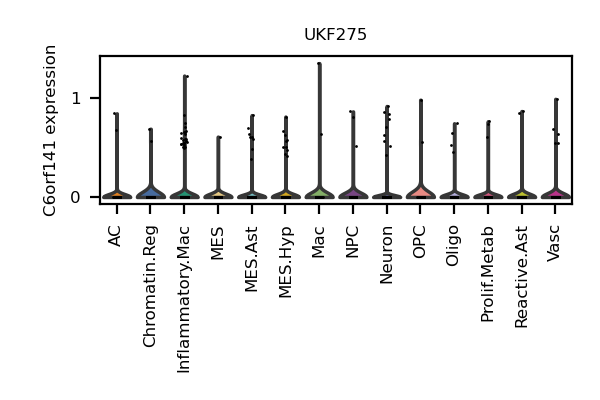 UKF275
C6orf141 expression
1
0
AC
Chromatin.Reg
Inflammatory.Mac
MES
MES.Ast
MES.Hyp
Mac
NPC
Neuron
OPC
Oligo
Prolif.Metab
Reactive.Ast
Vasc